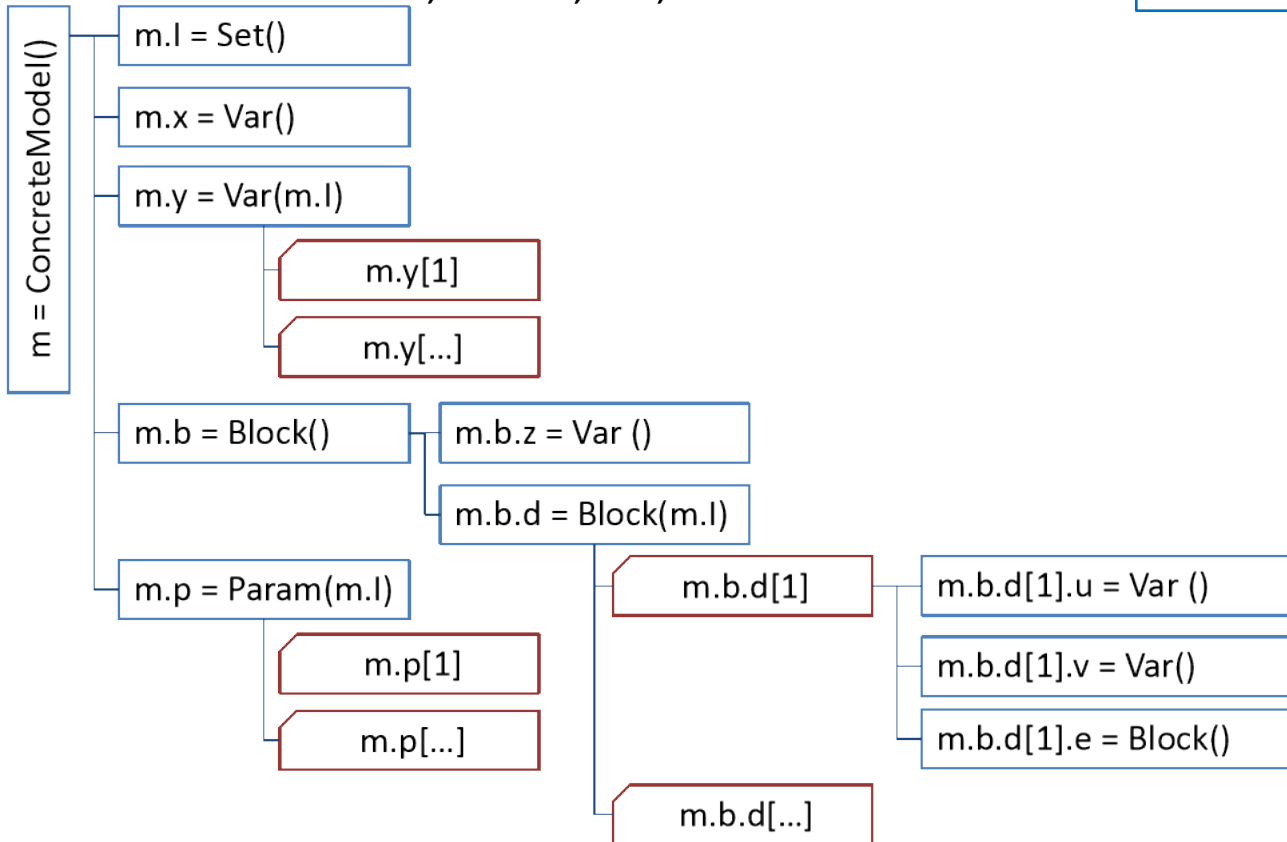 m = ConcreteModel()
m.I = Set()
m.x = Var()
m.y = Var(m.I)
m.y[1]
m.y[...]
m.b = Block()
m.b.z = Var ()
m.b.d = Block(m.I)
m.b.d[1]
m.b.d[1].u = Var ()
m.b.d[1].v = Var()
m.b.d[1].e = Block()
m.b.d[...]
m.p = Param(m.I)
m.p[1]
m.p[...]